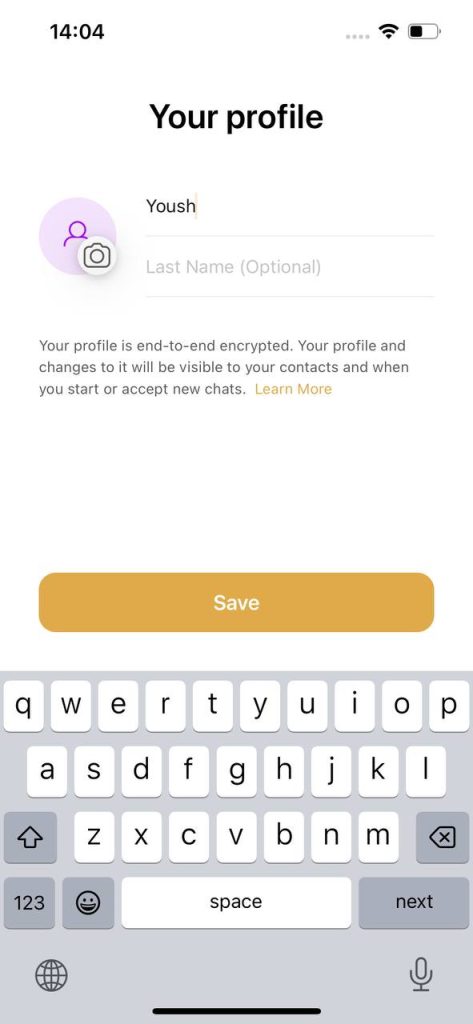 14:04
Your profile
Yoush
Last Name (Optional)
Your profile is end-to-end encrypted. Your profile and
changes to it will be visible to your contacts and when
you start or accept new chats. Learn More
Save
q w e r t y u i o p
a s d f g h j k l
z x c v b n m
123 space next